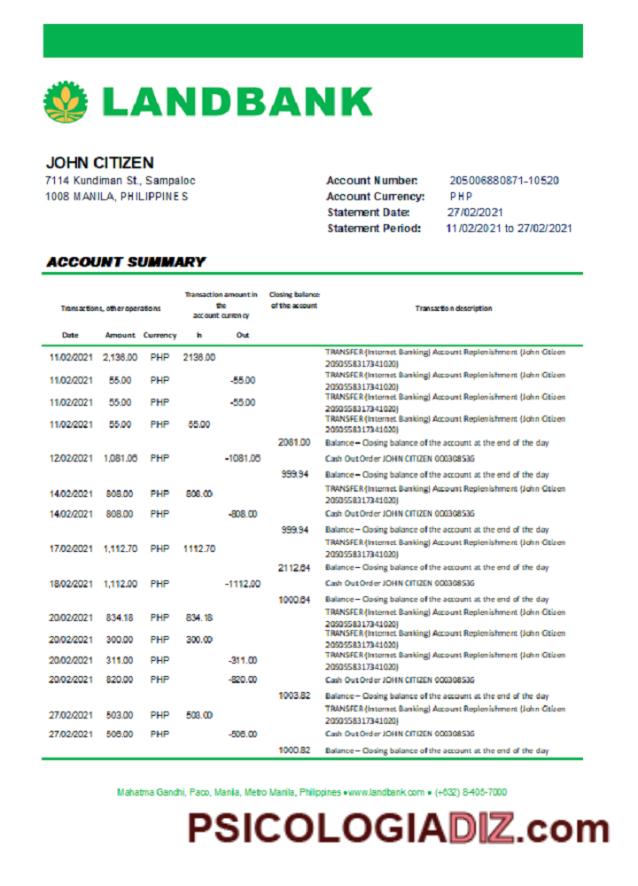 LANDBANK
JOHN CITIZEN
7114 Kundiman St., Sampaloc
1008 MANILA, PHILIPPINES
Account Number: 205006880871-10520
Account Currency: PHP
Statement Date: 27/02/2021
Statement Period: 11/02/2021 to 27/02/2021
ACCOUNT SUMMARY
Transactions, other operations
Transaction amount in
the
account currency
Closing balance
of the account
Transaction description
Date Amount Currency In Out
11/02/2021 2,136.00 PHP 2136.00 TRANSFER (Internet Banking) Account Replenishment (John Citizen
2050558317341020)
11/02/2021 55.00 PHP -55.00 TRANSFER (Internet Banking) Account Replenishment (John Citizen
2050558317341020)
11/02/2021 55.00 PHP -55.00 TRANSFER (Internet Banking) Account Replenishment (John Citizen
2050558317341020)
11/02/2021 55.00 PHP 55.00 TRANSFER (Internet Banking) Account Replenishment (John Citizen
2050558317341020)
2081.00 Balance – Closing balance of the account at the end of the day
12/02/2021 1,081.06 PHP -1081.06 Cash Out Order JOHN CITIZEN 000308536
999.94 Balance – Closing balance of the account at the end of the day
14/02/2021 808.00 PHP 808.00 TRANSFER (Internet Banking) Account Replenishment (John Citizen
2050558317341020)
14/02/2021 808.00 PHP -808.00 Cash Out Order JOHN CITIZEN 000308536
999.94 Balance – Closing balance of the account at the end of the day
17/02/2021 1,112.70 PHP 1112.70 TRANSFER (Internet Banking) Account Replenishment (John Citizen
2050558317341020)
2112.64 Balance – Closing balance of the account at the end of the day
18/02/2021 1,112.00 PHP -1112.00 Cash Out Order JOHN CITIZEN 000308536
1000.64 Balance – Closing balance of the account at the end of the day
20/02/2021 834.18 PHP 834.18 TRANSFER (Internet Banking) Account Replenishment (John Citizen
2050558317341020)
20/02/2021 300.00 PHP 300.00 TRANSFER (Internet Banking) Account Replenishment (John Citizen
2050558317341020)
20/02/2021 311.00 PHP -311.00 TRANSFER (Internet Banking) Account Replenishment (John Citizen
2050558317341020)
20/02/2021 820.00 PHP -820.00 Cash Out Order JOHN CITIZEN 000308536
1003.82 Balance – Closing balance of the account at the end of the day
27/02/2021 503.00 PHP 503.00 TRANSFER (Internet Banking) Account Replenishment (John Citizen
2050558317341020)
27/02/2021 506.00 PHP -506.00 Cash Out Order JOHN CITIZEN 000308536
1000.82 Balance – Closing balance of the account at the end of the day
Mahatma Gandhi, Paco, Manila, Metro Manila, Philippines •www.landbank.com • (+632) 8-405-7000
PSICOLOGIADIZ.com